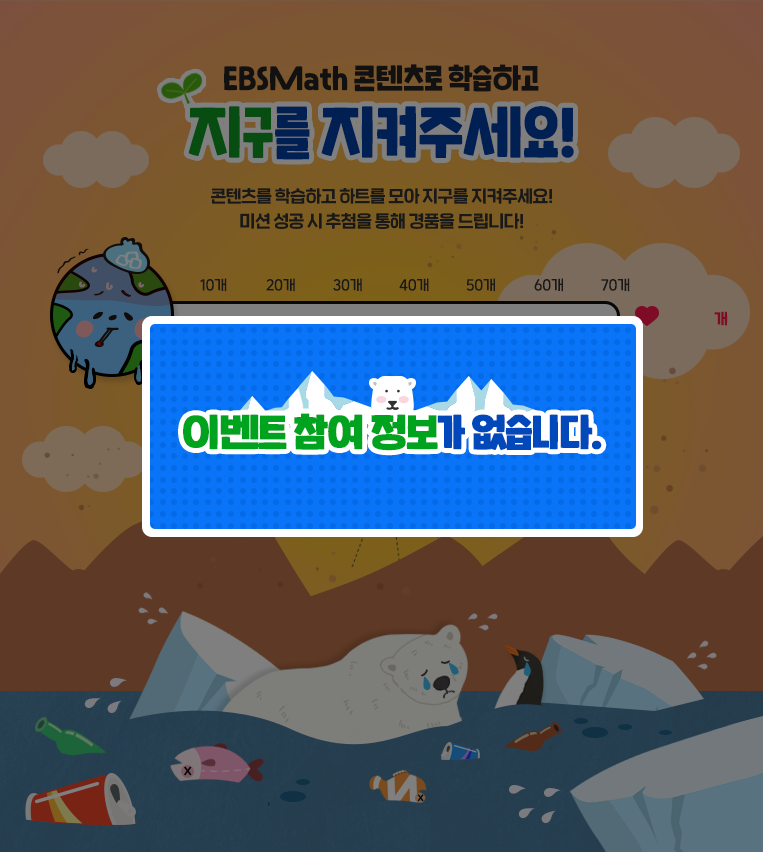 EBSMath 콘텐츠로 학습하고
지구를 지켜주세요!
콘텐츠를 학습하고 하트를 모아 지구를 지켜주세요!
미션 성공 시 추첨을 통해 경품을 드립니다!
10개 20개 30개 40개 50개 60개 70개
개
이벤트 참여 정보가 없습니다.